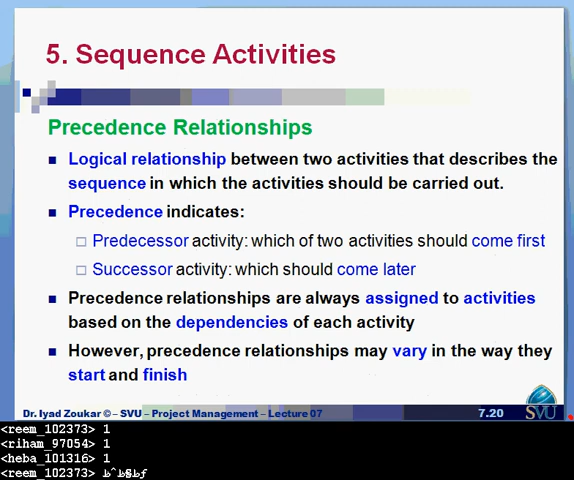 5. Sequence Activities
Precedence Relationships
Logical relationship between two activities that describes the
sequence in which the activities should be carried out.
Precedence indicates:
Predecessor activity: which of two activities should come first
Successor activity: which should come later
Precedence relationships are always assigned to activities
based on the dependencies of each activity
However, precedence relationships may vary in the way they
start and finish
Dr. Iyad Zoukar © – SVU – Project Management – Lecture 07
7.20
SVU
<reem_102373> 1
<riham_97054> 1
<heba_101316> 1
<reem_102373>